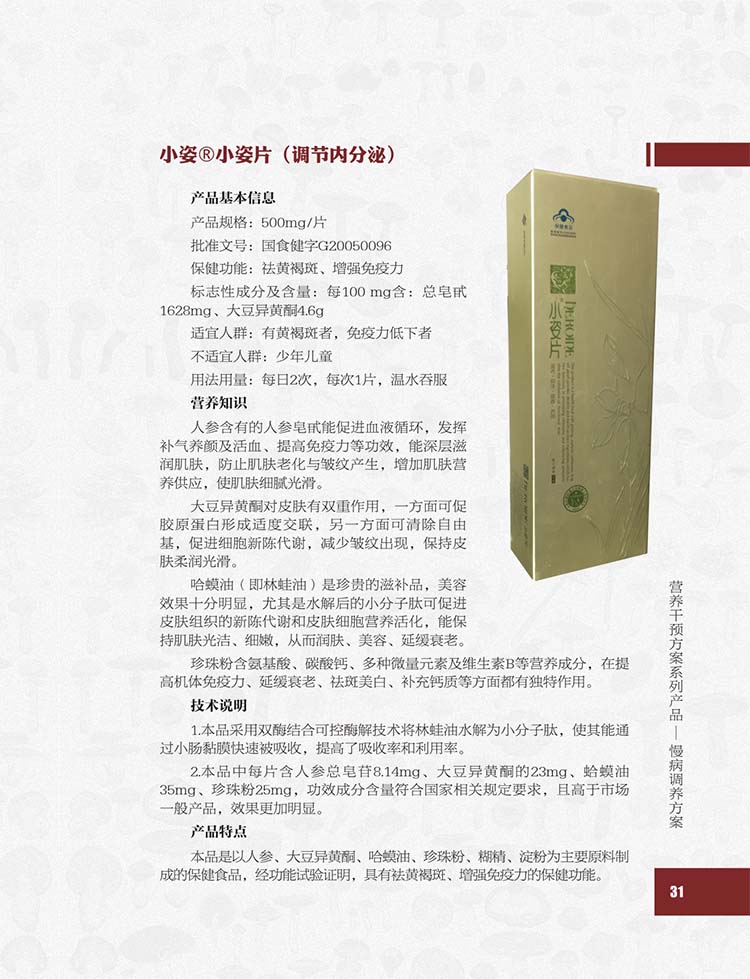 小姿®小姿片（调节内分泌）
产品基本信息
产品规格：500mg/片
批准文号：国食健字G20050096
保健功能：祛黄褐斑、增强免疫力
标志性成分及含量：每100 mg含：总皂甙
1628mg、大豆异黄酮4.6g
适宜人群：有黄褐斑者，免疫力低下者
不适宜人群：少年儿童
用法用量：每日2次，每次1片，温水吞服
营养知识
人参含有的人参皂甙能促进血液循环，发挥
补气养颜及活血、提高免疫力等功效，能深层滋
润肌肤，防止肌肤老化与皱纹产生，增加肌肤营
养供应，使肌肤细腻光滑。
大豆异黄酮对皮肤有双重作用，一方面可促
胶原蛋白形成适度交联，另一方面可清除自由
基，促进细胞新陈代谢，减少皱纹出现，保持皮
肤柔润光滑。
哈蟆油（即林蛙油）是珍贵的滋补品，美容
效果十分明显，尤其是水解后的小分子肽可促进
皮肤组织的新陈代谢和皮肤细胞营养活化，能保
持肌肤光洁、细嫩，从而润肤、美容、延缓衰老。
珍珠粉含氨基酸、碳酸钙、多种微量元素及维生素B等营养成分，在提
高机体免疫力、延缓衰老、祛斑美白、补充钙质等方面都有独特作用。
技术说明
1.本品采用双酶结合可控酶解技术将林蛙油水解为小分子肽，使其能通
过小肠黏膜快速被吸收，提高了吸收率和利用率。
2.本品中每片含人参总皂苷8.14mg、大豆异黄酮的23mg、蛤蟆油
35mg、珍珠粉25mg，功效成分含量符合国家相关规定要求，且高于市场
一般产品，效果更加明显。
产品特点
本品是以人参、大豆异黄酮、哈蟆油、珍珠粉、糊精、淀粉为主要原料制
成的保健食品，经功能试验证明，具有祛黄褐斑、增强免疫力的保健功能。
保健食品
小姿片
营养干预方案系列产品—慢病调养方案
31